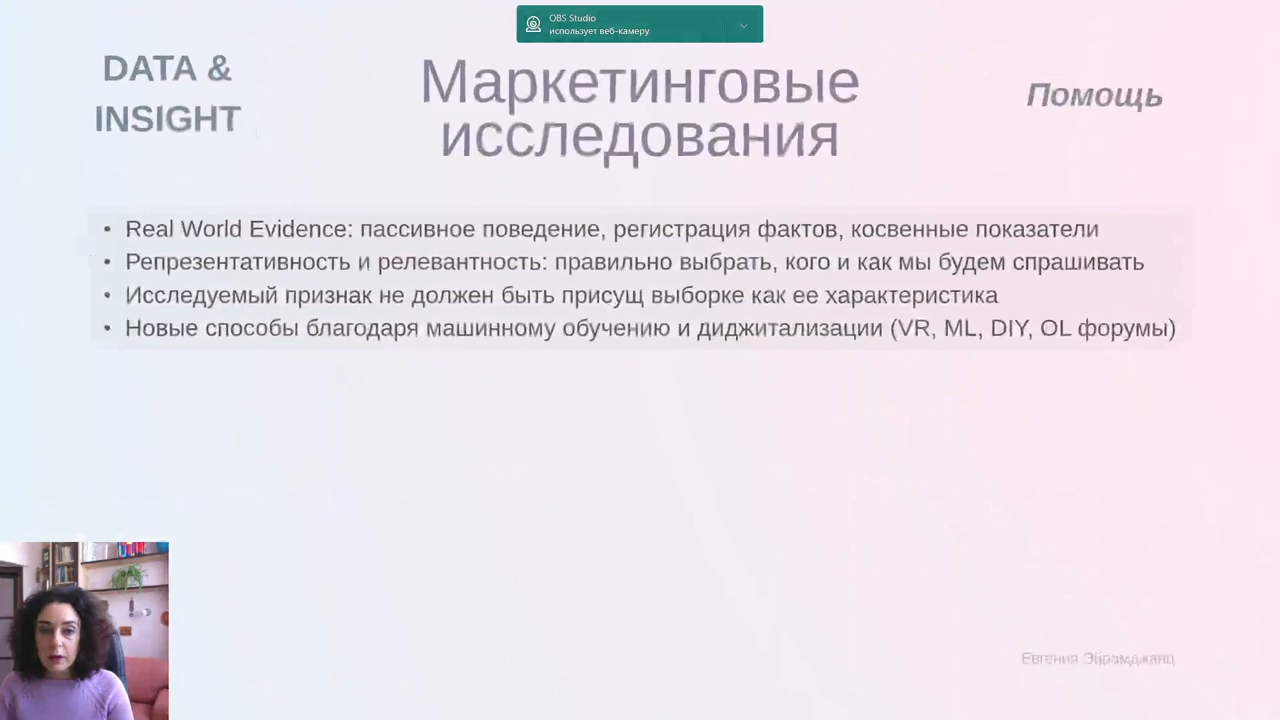 OBS Studio
использует веб-камеру
DATA &
INSIGHT
Маркетинговые
исследования
Помощь
• Real World Evidence: пассивное поведение, регистрация фактов, косвенные показатели
• Репрезентативность и релевантность: правильно выбрать, кого и как мы будем спрашивать
• Исследуемый признак не должен быть присущ выборке как ее характеристика
• Новые способы благодаря машинному обучению и диджитализации (VR, ML, DIY, OL форумы)
Евгения